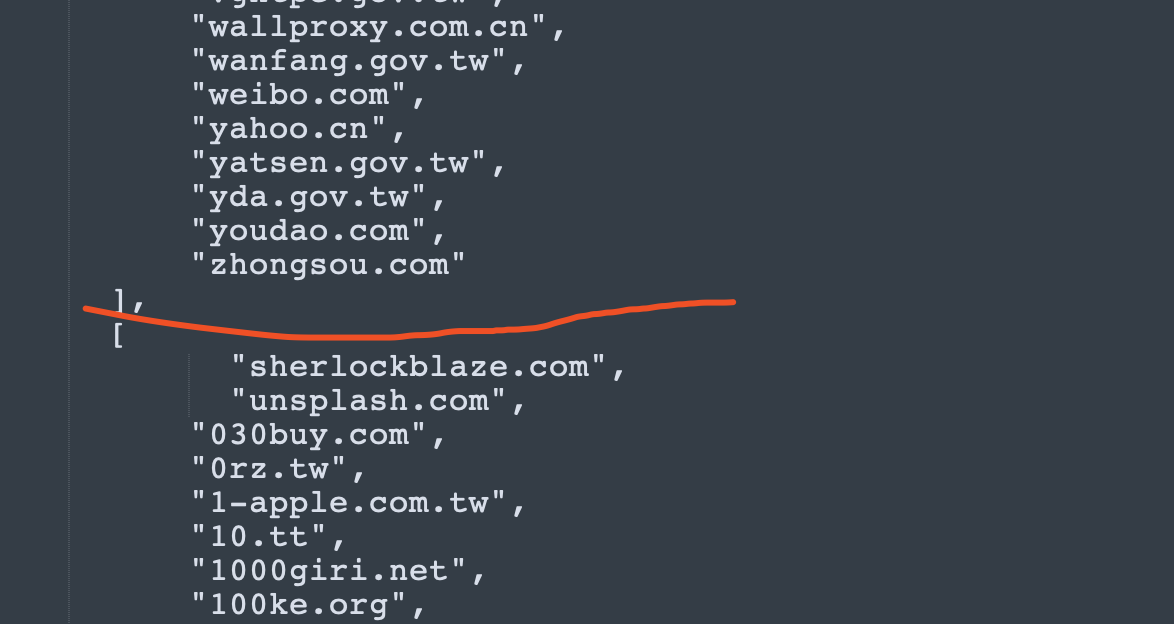 "wallproxy.com.cn",
"wanfang.gov.tw",
"weibo.com",
"yahoo.cn",
"yatsen.gov.tw",
"yda.gov.tw",
"youdao.com",
"zhongsou.com"
],
[
"sherlockblaze.com",
"unsplash.com",
"030buy.com",
"0rz.tw",
"1-apple.com.tw",
"10.tt",
"1000giri.net",
"100ke.org",